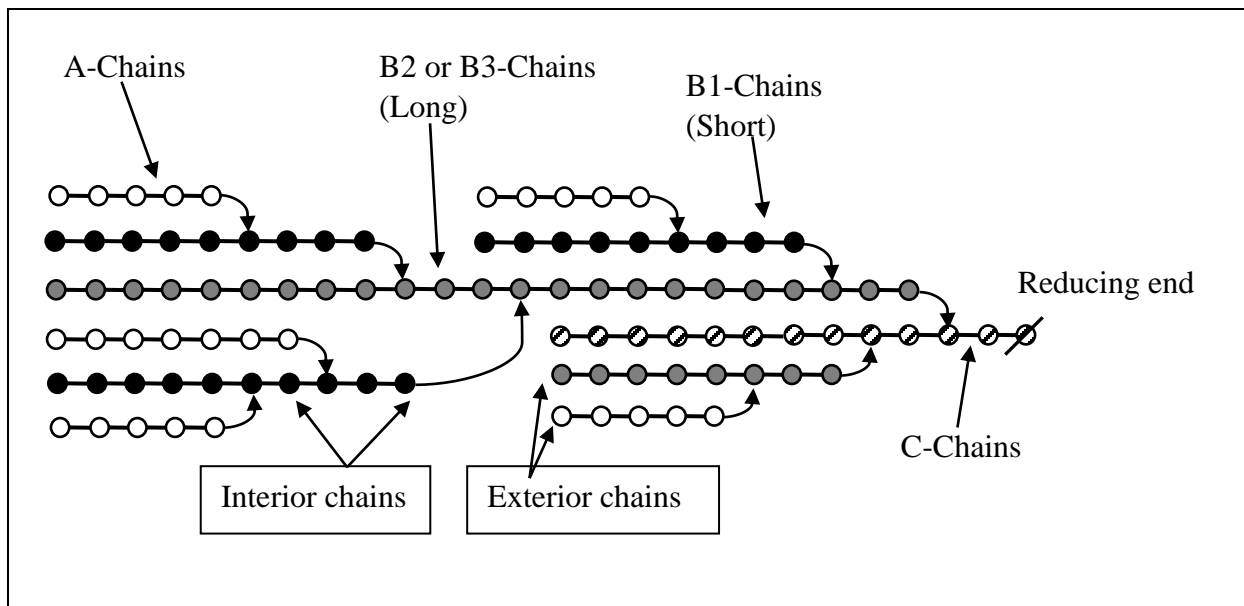 A-Chains
B2 or B3-Chains
(Long)
B1-Chains
(Short)
Reducing end
C-Chains
Interior chains
Exterior chains